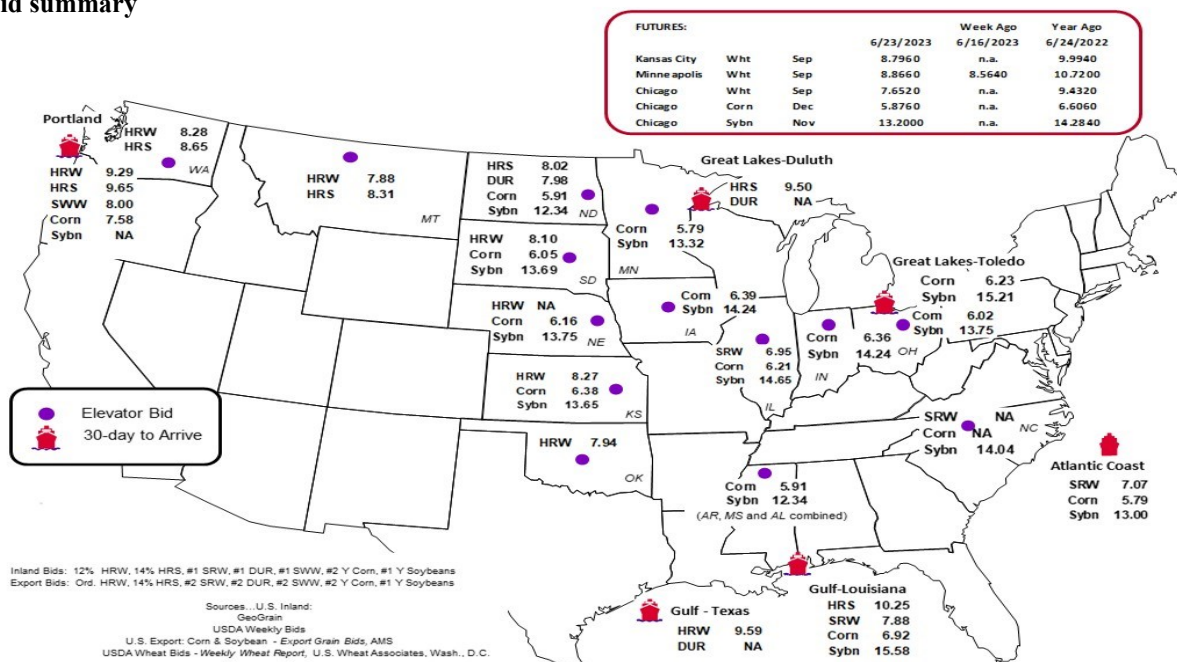 id summary
FUTURES: Week Ago Year Ago
6/23/2023 6/16/2023 6/24/2022
Kansas City Wht Sep 8.7960 n.a. 9.9940
Minneapolis Wht Sep 8.8660 8.5640 10.7200
Chicago Wht Sep 7.6520 n.a. 9.4320
Chicago Corn Dec 5.8760 n.a. 6.6060
Chicago Sybn Nov 13.2000 n.a. 14.2840
Portland
HRW 9.29
HRS 9.65
SWW 8.00
Corn 7.58
Sybn NA
HRW 8.28
HRS 8.65
WA
HRW 7.88
HRS 8.31
MT
HRS 8.02
DUR 7.98
Corn 5.91
Sybn 12.34
ND
Great Lakes-Duluth
HRS 9.50
DUR NA
Corn 5.79
Sybn 13.32
MN
HRW 8.10
Corn 6.05
Sybn 13.69
SD
Great Lakes-Toledo
Corn 6.23
Sybn 15.21
Corn 6.02
Sybn 13.75
OH
HRW NA
Corn 6.16
Sybn 13.75
NE
Corn 6.39
Sybn 14.24
IA
SRW 6.95
Corn 6.21
Sybn 14.65
IL
Corn 6.36
Sybn 14.24
IN
HRW 8.27
Corn 6.38
Sybn 13.65
KS
Elevator Bid
30-day to Arrive
HRW 7.94
OK
SRW NA
Corn NA
Sybn 14.04
NC
Atlantic Coast
SRW 7.07
Corn 5.79
Sybn 13.00
Corn 5.91
Sybn 12.34
(AR, MS and AL combined)
Gulf-Louisiana
HRS 10.25
SRW 7.88
Corn 6.92
Sybn 15.58
Gulf - Texas
HRW 9.59
DUR NA
Inland Bids: 12% HRW, 14% HRS, #1 SRW, #1 DUR, #1 SWW, #2 Y Corn, #1 Y Soybeans
Export Bids: Ord. HRW, 14% HRS, #2 SRW, #2 DUR, #2 SWW, #2 Y Corn, #1 Y Soybeans
Sources...U.S. Inland:
GeoGrain
USDA Weekly Bids
U.S. Export: Corn & Soybean - Export Grain Bids, AMS
USDA Wheat Bids - Weekly Wheat Report, U.S. Wheat Associates, Wash., D.C.